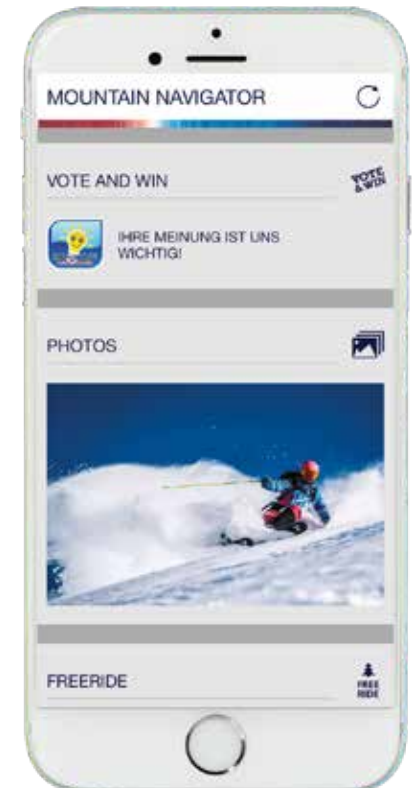 MOUNTAIN NAVIGATOR
VOTE AND WIN
VOTE
& WIN
IHRE MEINUNG IST UNS
WICHTIG!
PHOTOS
FREERIDE
FREE
RIDE